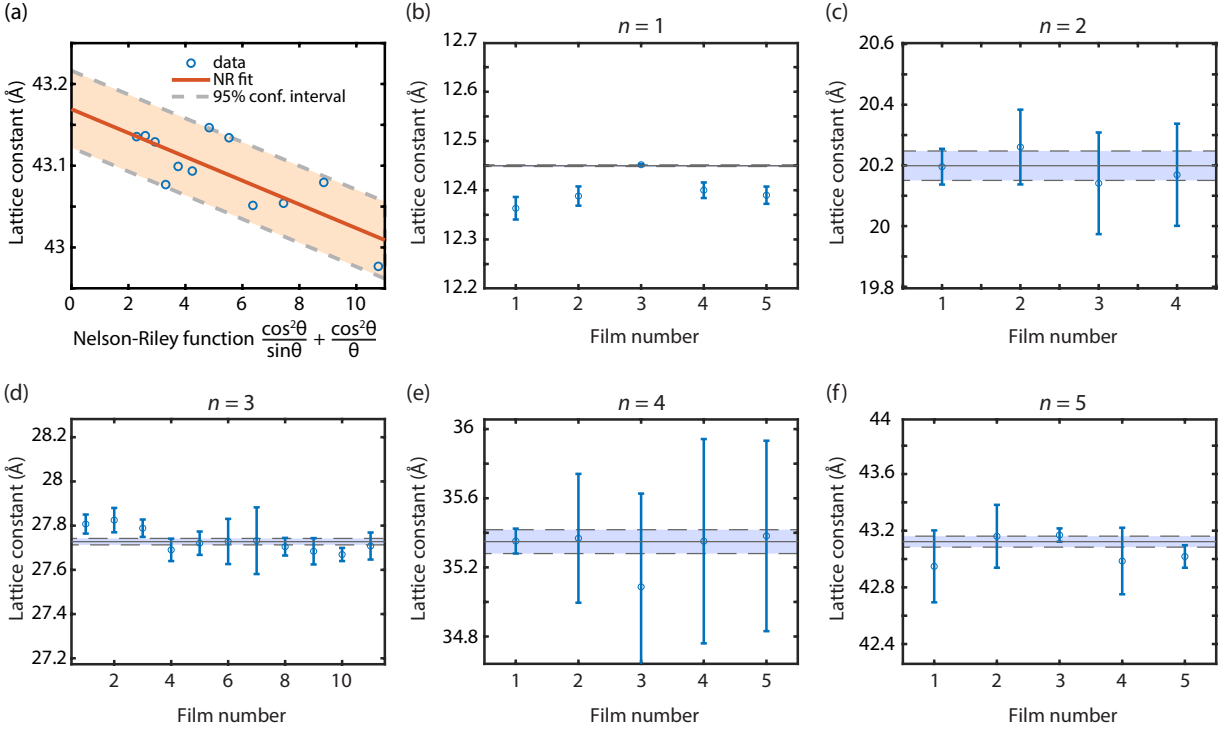 (a)
data
NR fit
95% conf. interval
43.2
43.1
43
Lattice constant (Å)
0 2 4 6 8 10
Nelson-Riley function cos²θ/sinθ + cos²θ/θ
(b)
n = 1
12.7
12.6
12.5
12.4
12.3
12.2
Lattice constant (Å)
1 2 3 4 5
Film number
(c)
n = 2
20.6
20.4
20.2
20
19.8
Lattice constant (Å)
1 2 3 4
Film number
(d)
n = 3
28.2
28
27.8
27.6
27.4
27.2
Lattice constant (Å)
2 4 6 8 10
Film number
(e)
n = 4
36
35.6
35.2
34.8
Lattice constant (Å)
1 2 3 4 5
Film number
(f)
n = 5
44
43.6
43.2
42.8
42.4
Lattice constant (Å)
1 2 3 4 5
Film number